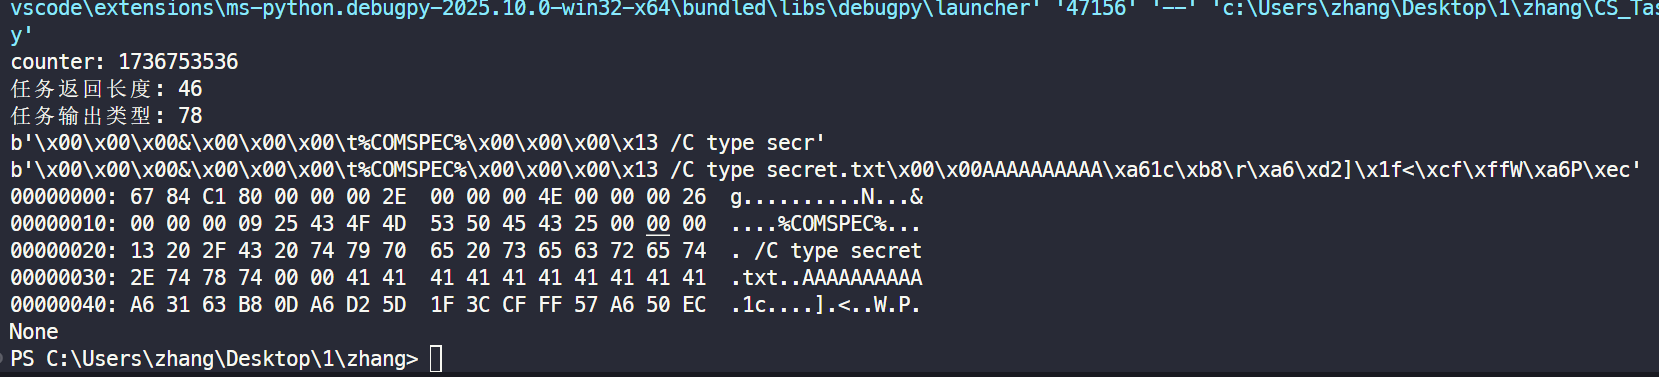 vscode\extensions\ms-python.debugpy-2025.10.0-win32-x64\bundled\libs\debugpy\launcher' '47156' '--' 'c:\Users\zhang\Desktop\1\zhang\CS_Tas
y'
counter: 1736753536
任务返回长度: 46
任务输出类型: 78
b'\x00\x00\x00&\x00\x00\x00\t%COMSPEC%\x00\x00\x00\x13 /C type secr'
b'\x00\x00\x00&\x00\x00\x00\t%COMSPEC%\x00\x00\x00\x13 /C type secret.txt\x00\x00AAAAAAAAAA\xa61c\xb8\r\xa6\xd2]\x1f<\xcf\xffW\xa6P\xec'
00000000: 67 84 C1 80 00 00 00 2E  00 00 00 4E 00 00 00 26  g..........N...&
00000010: 00 00 00 09 25 43 4F 4D  53 50 45 43 25 00 00 00  ....%COMSPEC%...
00000020: 13 20 2F 43 20 74 79 70  65 20 73 65 63 72 65 74  . /C type secret
00000030: 2E 74 78 74 00 00 41 41  41 41 41 41 41 41 41 41  .txt..AAAAAAAAAA
00000040: A6 31 63 B8 0D A6 D2 5D  1F 3C CF FF 57 A6 50 EC  .1c....].<..W.P.
None
PS C:\Users\zhang\Desktop\1\zhang>